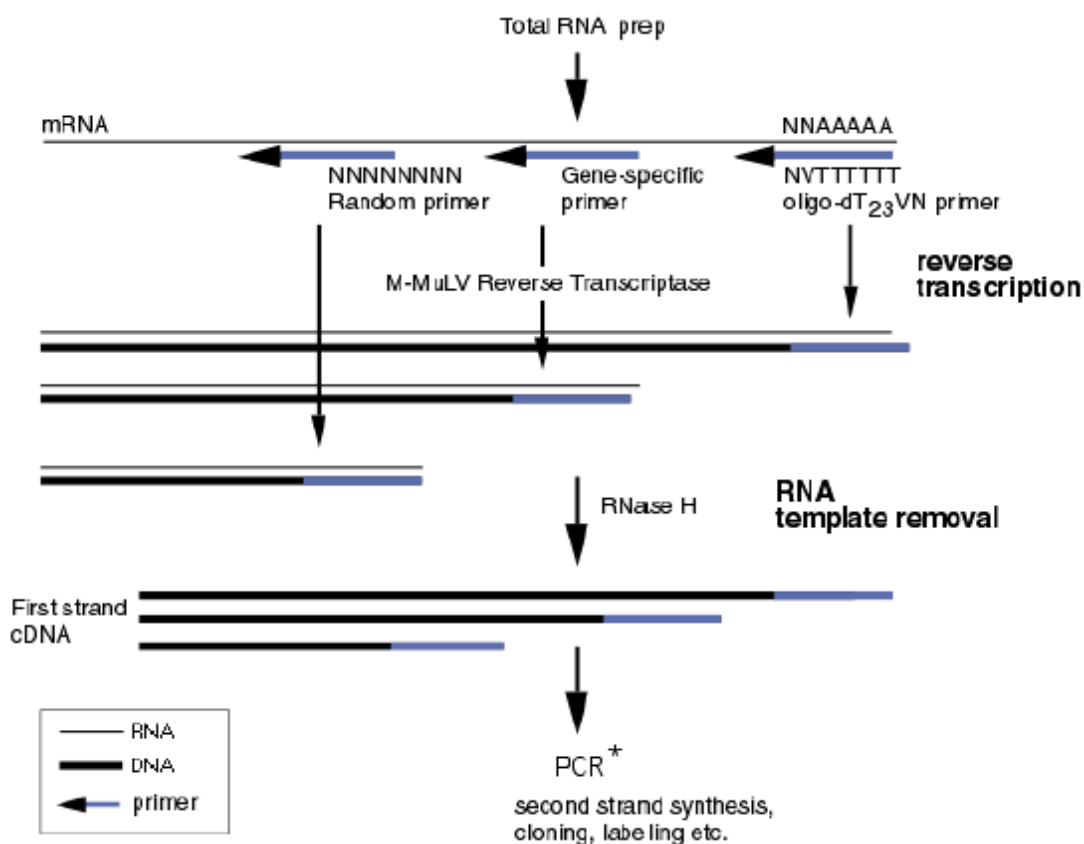 Total RNA prep
mRNA
NNAAAAA
NNNNNNNN
Random primer
Gene-specific
primer
NVTTTTTT
oligo-dT23VN primer
M-MuLV Reverse Transcriptase
reverse
transcription
RNase H
RNA
template removal
First strand
cDNA
RNA
DNA
primer
PCR*
second strand synthesis,
cloning, labelling etc.